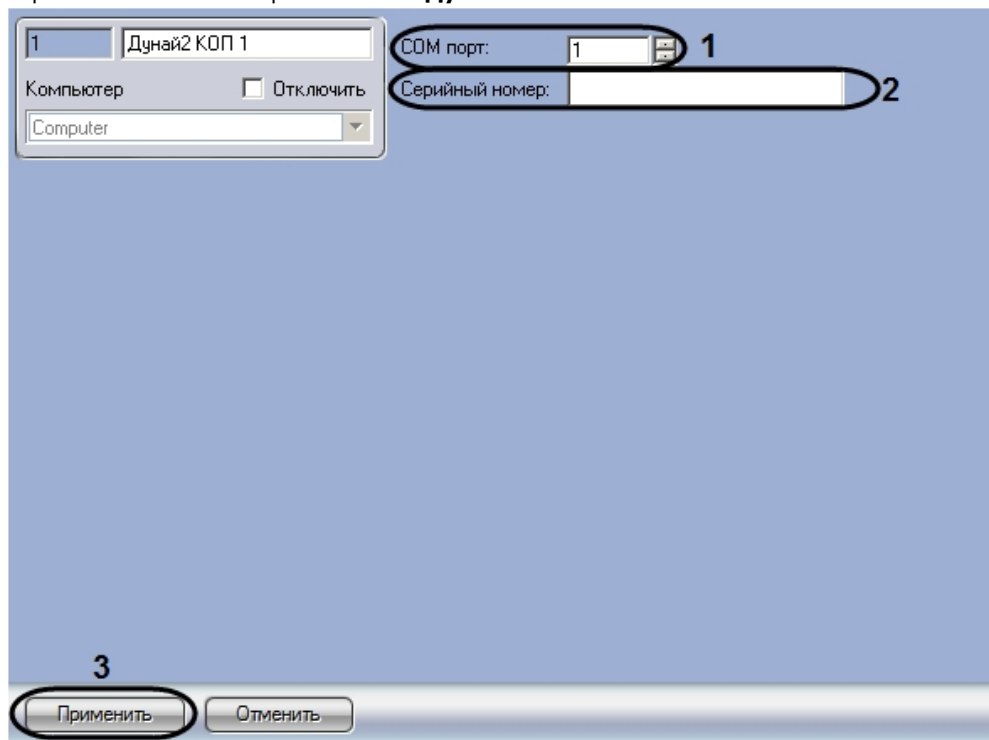 1 Дунай2 КОП 1
Компьютер Отключить
Computer
COM порт: 1 1
Серийный номер: 2
3
Применить Отменить